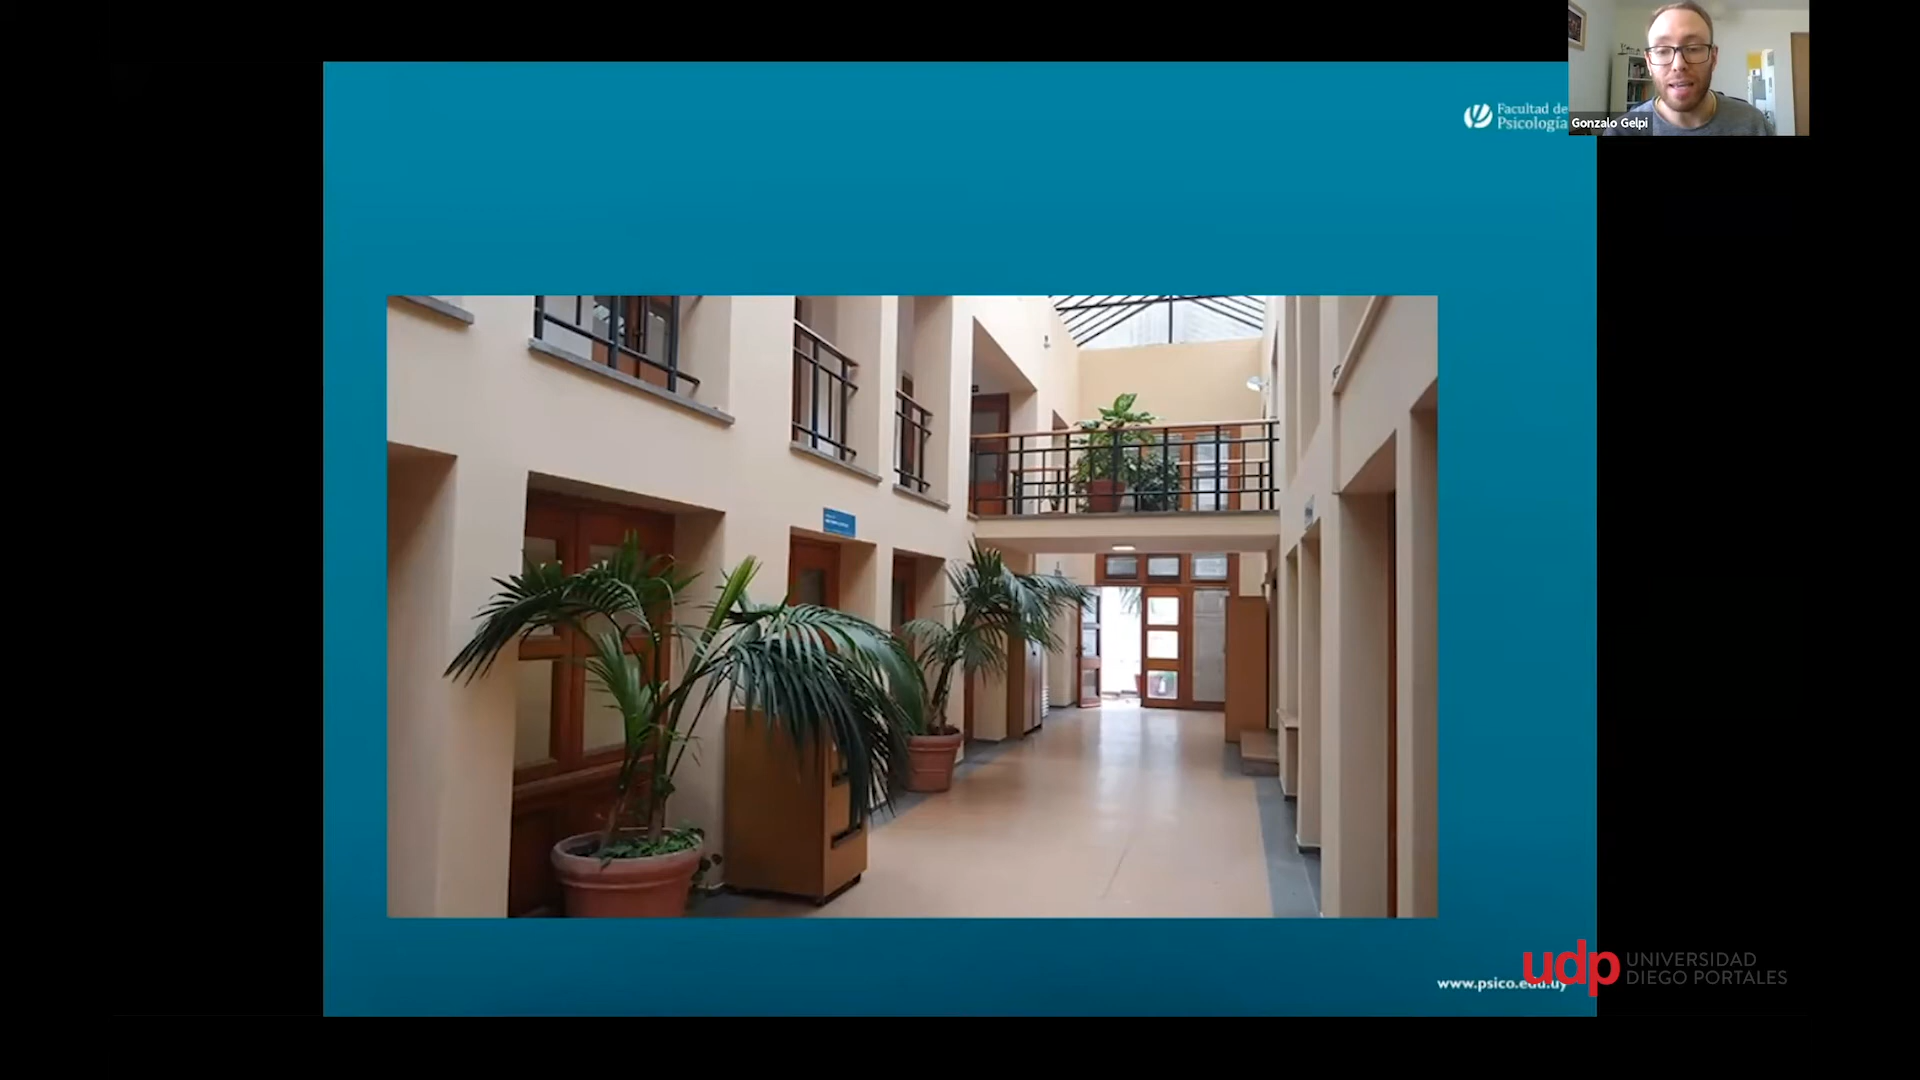 Facultad de
Psicología
Gonzalo Gelpi
www.psico.edu.uy
udp UNIVERSIDAD
DIEGO PORTALES